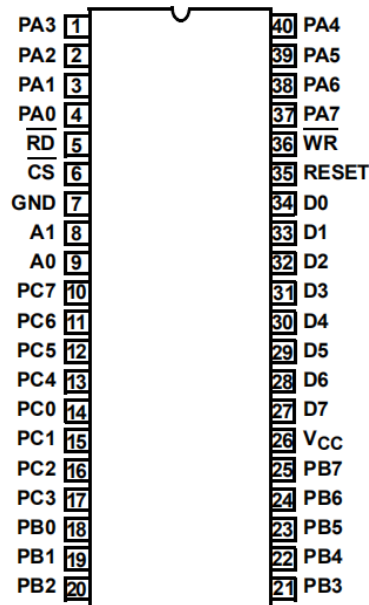 PA3 1 40 PA4
PA2 2 39 PA5
PA1 3 38 PA6
PA0 4 37 PA7
RD 5 36 WR
CS 6 35 RESET
GND 7 34 D0
A1 8 33 D1
A0 9 32 D2
PC7 10 31 D3
PC6 11 30 D4
PC5 12 29 D5
PC4 13 28 D6
PC0 14 27 D7
PC1 15 26 VCC
PC2 16 25 PB7
PC3 17 24 PB6
PB0 18 23 PB5
PB1 19 22 PB4
PB2 20 21 PB3